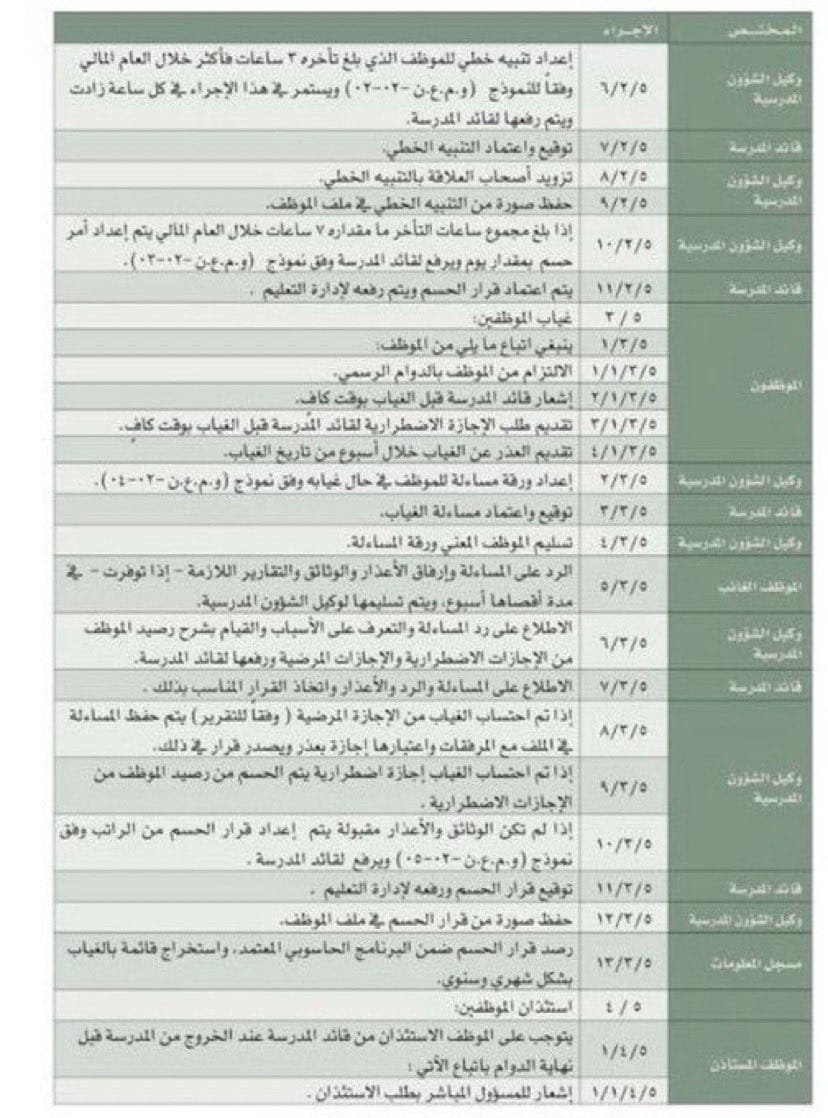 المختص الإجراء
وكيل الشؤون المدرسية ٦/٢/٥ إعداد تنبيه خطي للموظف الذي بلغ تأخره ٣ ساعات فأكثر خلال العام المالي
وفقاً للنموذج (و.م.ع.ن -٠٢-٠٢) ويستمر في هذا الإجراء في كل ساعة زادت
ويتم رفعها لقائد المدرسة.
قائد المدرسة ٧/٢/٥ توقيع واعتماد التنبيه الخطي.
وكيل الشؤون المدرسية ٨/٢/٥ تزويد أصحاب العلاقة بالتنبيه الخطي.
٩/٢/٥ حفظ صورة من التنبيه الخطي في ملف الموظف.
وكيل الشؤون المدرسية ١٠/٢/٥ إذا بلغ مجموع ساعات التأخر ما مقداره ٧ ساعات خلال العام المالي يتم إعداد أمر
حسم بمقدار يوم ويرفع لقائد المدرسة وفق نموذج (و.م.ع.ن -٠٢-٠٣).
قائد المدرسة ١١/٢/٥ يتم اعتماد قرار الحسم ويتم رفعه لإدارة التعليم .
الموظفون ٣ / ٥ غياب الموظفين:
١/٣/٥ ينبغي اتباع ما يلي من الموظف:
١/١/٣/٥ الالتزام من الموظف بالدوام الرسمي.
٢/١/٣/٥ إشعار قائد المدرسة قبل الغياب بوقت كاف.
٣/١/٣/٥ تقديم طلب الإجازة الاضطرارية لقائد المدرسة قبل الغياب بوقت كافٍ.
٤/١/٣/٥ تقديم العذر عن الغياب خلال أسبوع من تاريخ الغياب.
وكيل الشؤون المدرسية ٢/٣/٥ إعداد ورقة مساءلة للموظف في حال غيابه وفق نموذج (و.م.ع.ن -٠٢-٠٤).
قائد المدرسة ٣/٣/٥ توقيع واعتماد مساءلة الغياب.
وكيل الشؤون المدرسية ٤/٣/٥ تسليم الموظف المعني ورقة المساءلة.
الموظف الغائب ٥/٣/٥ الرد على المساءلة وإرفاق الأعذار والوثائق والتقارير اللازمة - إذا توفرت - في
مدة أقصاها أسبوع، ويتم تسليمها لوكيل الشؤون المدرسية.
وكيل الشؤون المدرسية ٦/٣/٥ الاطلاع على رد المساءلة والتعرف على الأسباب والقيام بشرح رصيد الموظف
من الإجازات الاضطرارية والإجازات المرضية ورفعها لقائد المدرسة.
قائد المدرسة ٧/٣/٥ الاطلاع على المساءلة والرد والأعذار واتخاذ القرار المناسب بذلك .
وكيل الشؤون المدرسية ٨/٣/٥ إذا تم احتساب الغياب من الإجازة المرضية ( وفقاً للتقرير) يتم حفظ المساءلة
في الملف مع المرفقات واعتبارها إجازة بعذر ويصدر قرار في ذلك.
٩/٣/٥ إذا تم احتساب الغياب إجازة اضطرارية يتم الحسم من رصيد الموظف من
الإجازات الاضطرارية .
١٠/٣/٥ إذا لم تكن الوثائق والأعذار مقبولة يتم إعداد قرار الحسم من الراتب وفق
نموذج (و.م.ع.ن -٠٢-٠٥) ويرفع لقائد المدرسة .
قائد المدرسة ١١/٣/٥ توقيع قرار الحسم ورفعه لإدارة التعليم .
وكيل الشؤون المدرسية ١٢/٣/٥ حفظ صورة من قرار الحسم في ملف الموظف.
مسجل المعلومات ١٣/٣/٥ رصد قرار الحسم ضمن البرنامج الحاسوبي المعتمد، واستخراج قائمة بالغياب
بشكل شهري وسنوي.
٤ / ٥ استئذان الموظفين:
الموظف المستأذن ١/٤/٥ يتوجب على الموظف الاستئذان من قائد المدرسة عند الخروج من المدرسة قبل
نهاية الدوام باتباع الآتي :
١/١/٤/٥ إشعار للمسؤول المباشر بطلب الاستئذان .